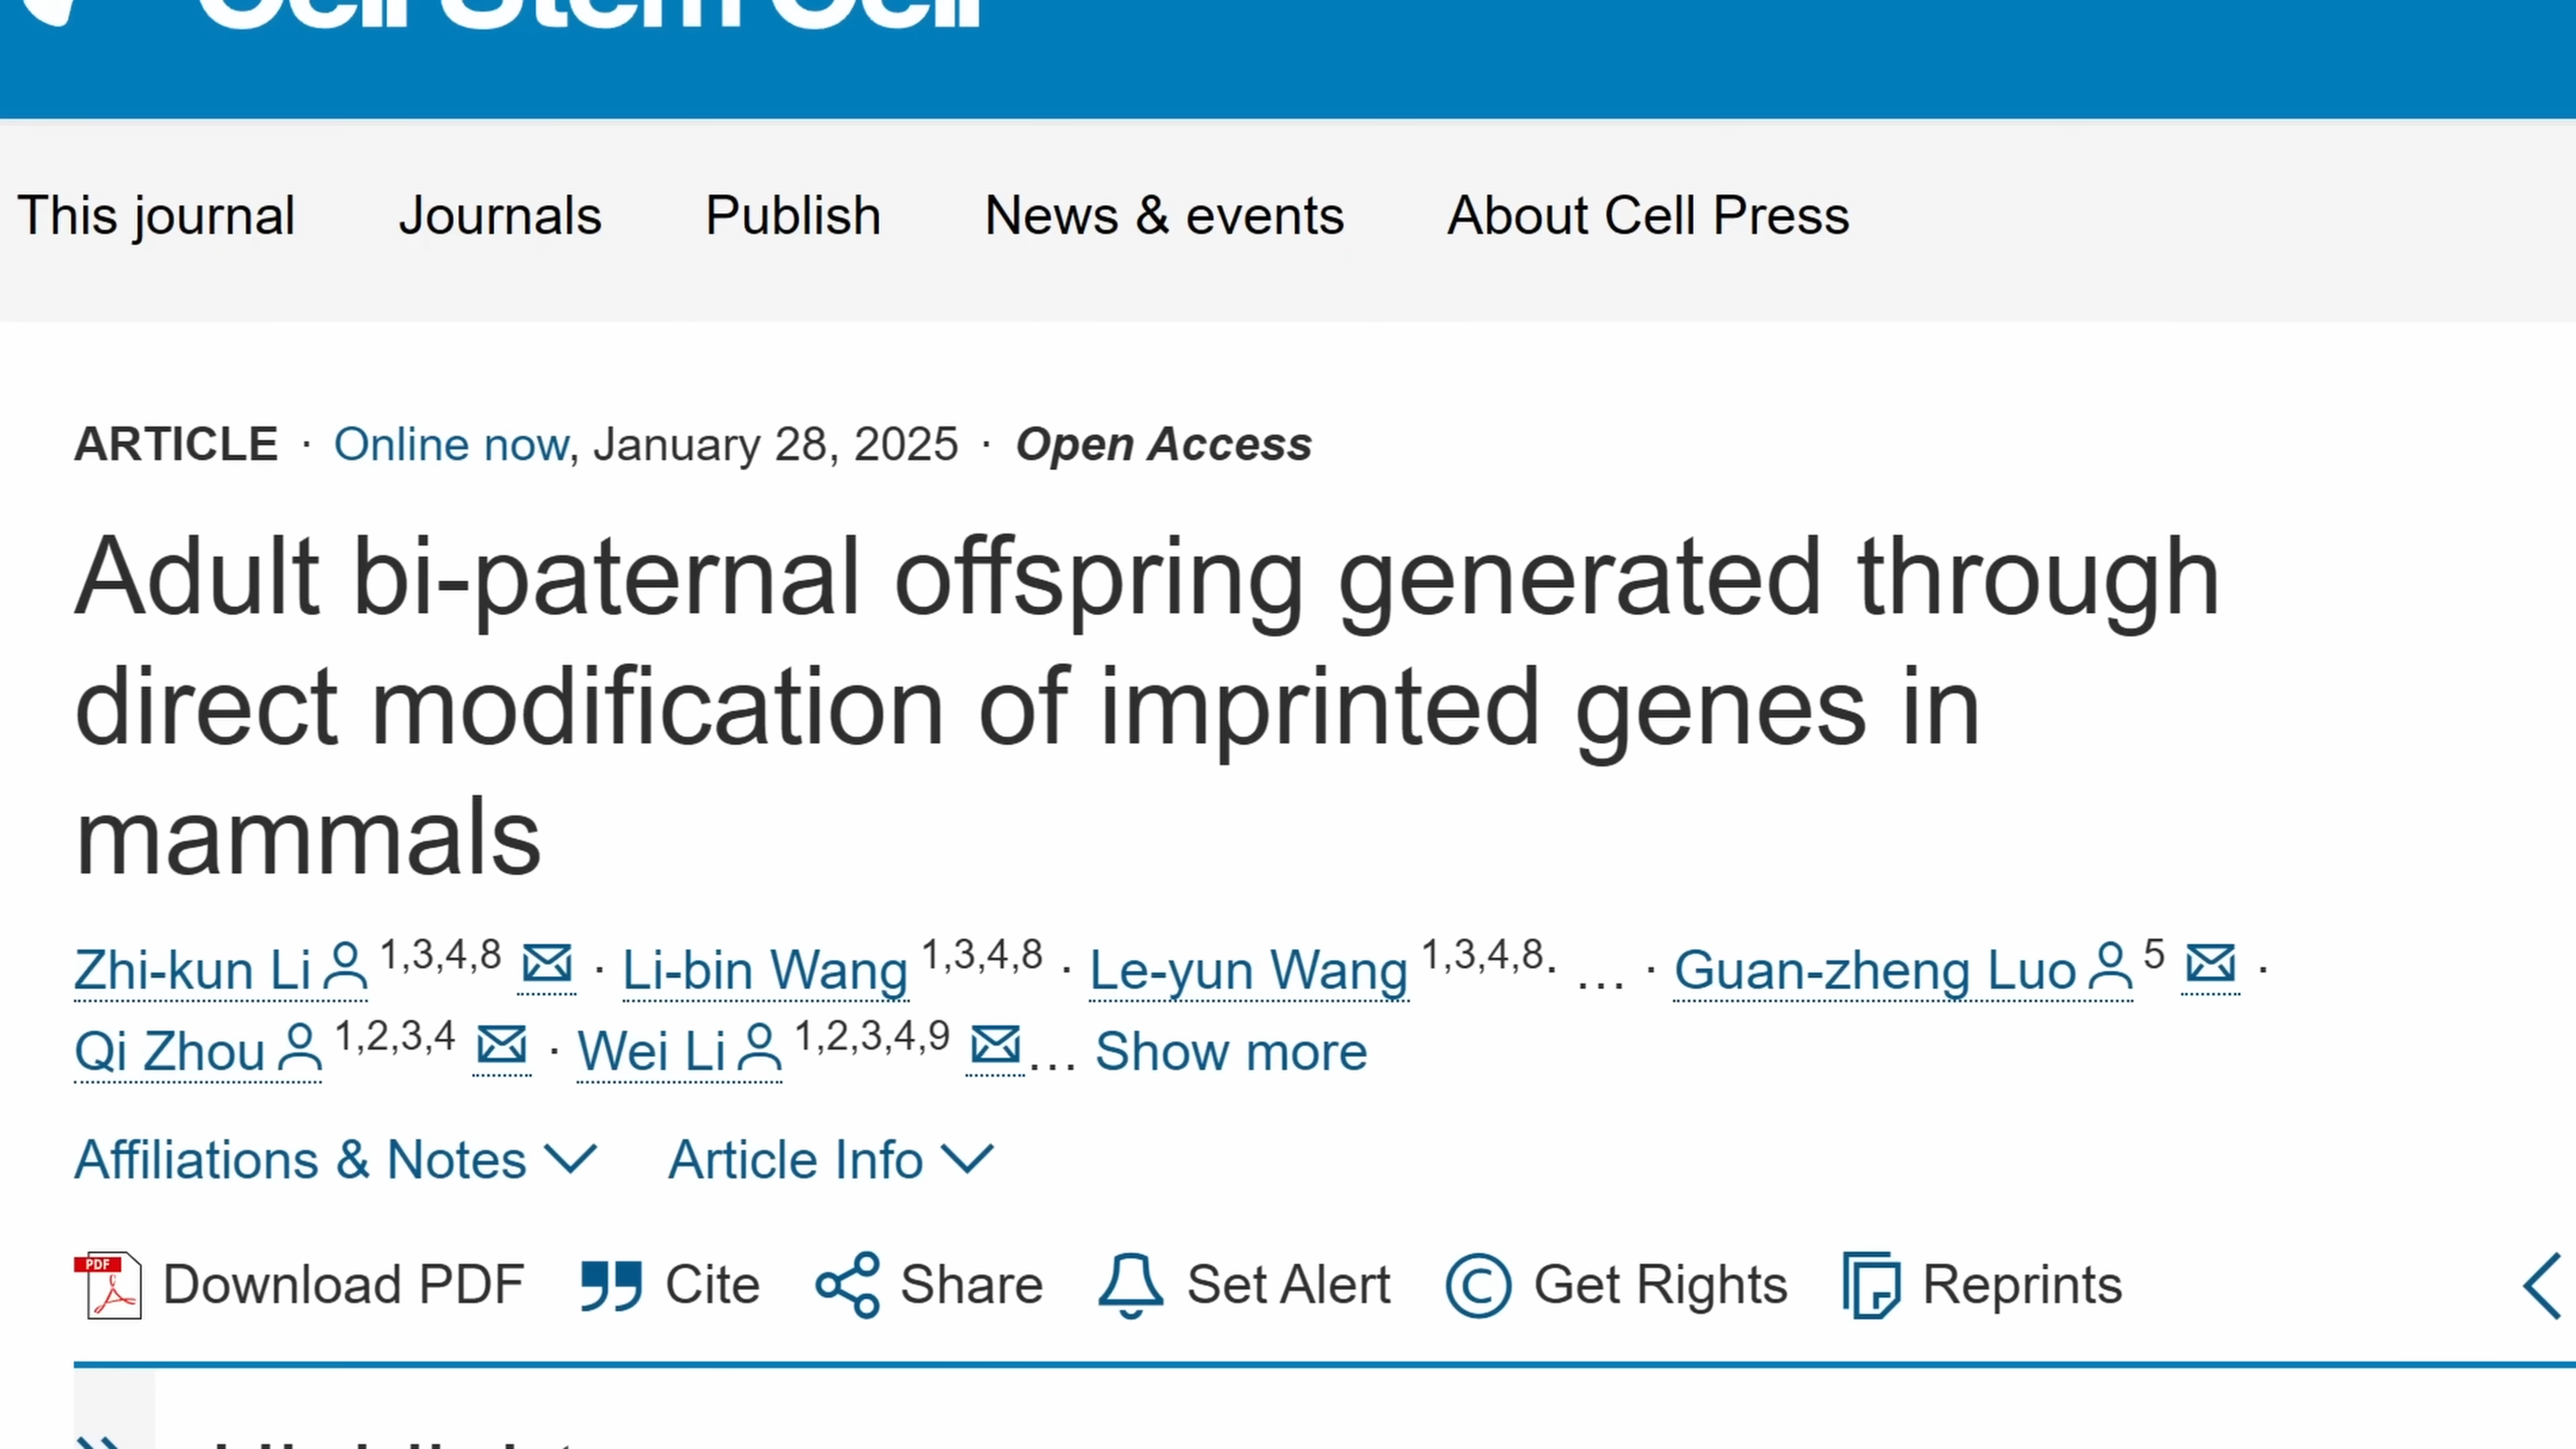 Cell Stem Cell
This journal Journals Publish News & events About Cell Press
ARTICLE · Online now, January 28, 2025 · Open Access
Adult bi-paternal offspring generated through
direct modification of imprinted genes in
mammals
Zhi-kun Li 1,3,4,8 · Li-bin Wang 1,3,4,8 · Le-yun Wang 1,3,4,8 · … · Guan-zheng Luo 5 ·
Qi Zhou 1,2,3,4 · Wei Li 1,2,3,4,9 … Show more
Affiliations & Notes Article Info
PDF Download PDF Cite Share Set Alert © Get Rights Reprints